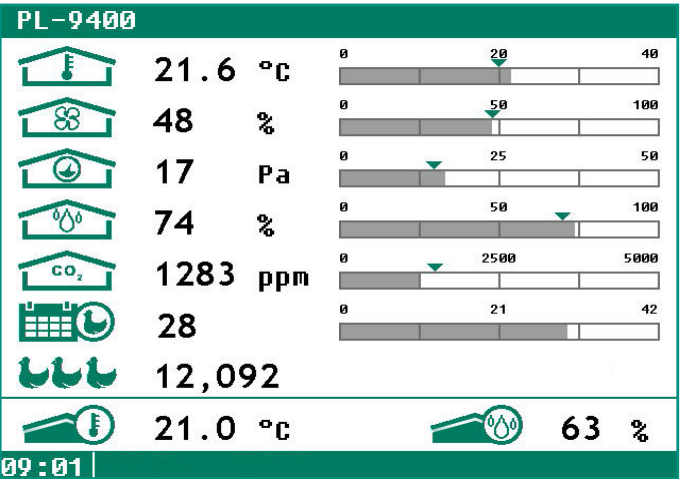 PL-9400
21.6 °C 0 20 40
48 % 0 50 100
17 Pa 0 25 50
74 % 0 50 100
CO₂ 1283 ppm 0 2500 5000
28 0 21 42
12,092
21.0 °C 63 %
09:01